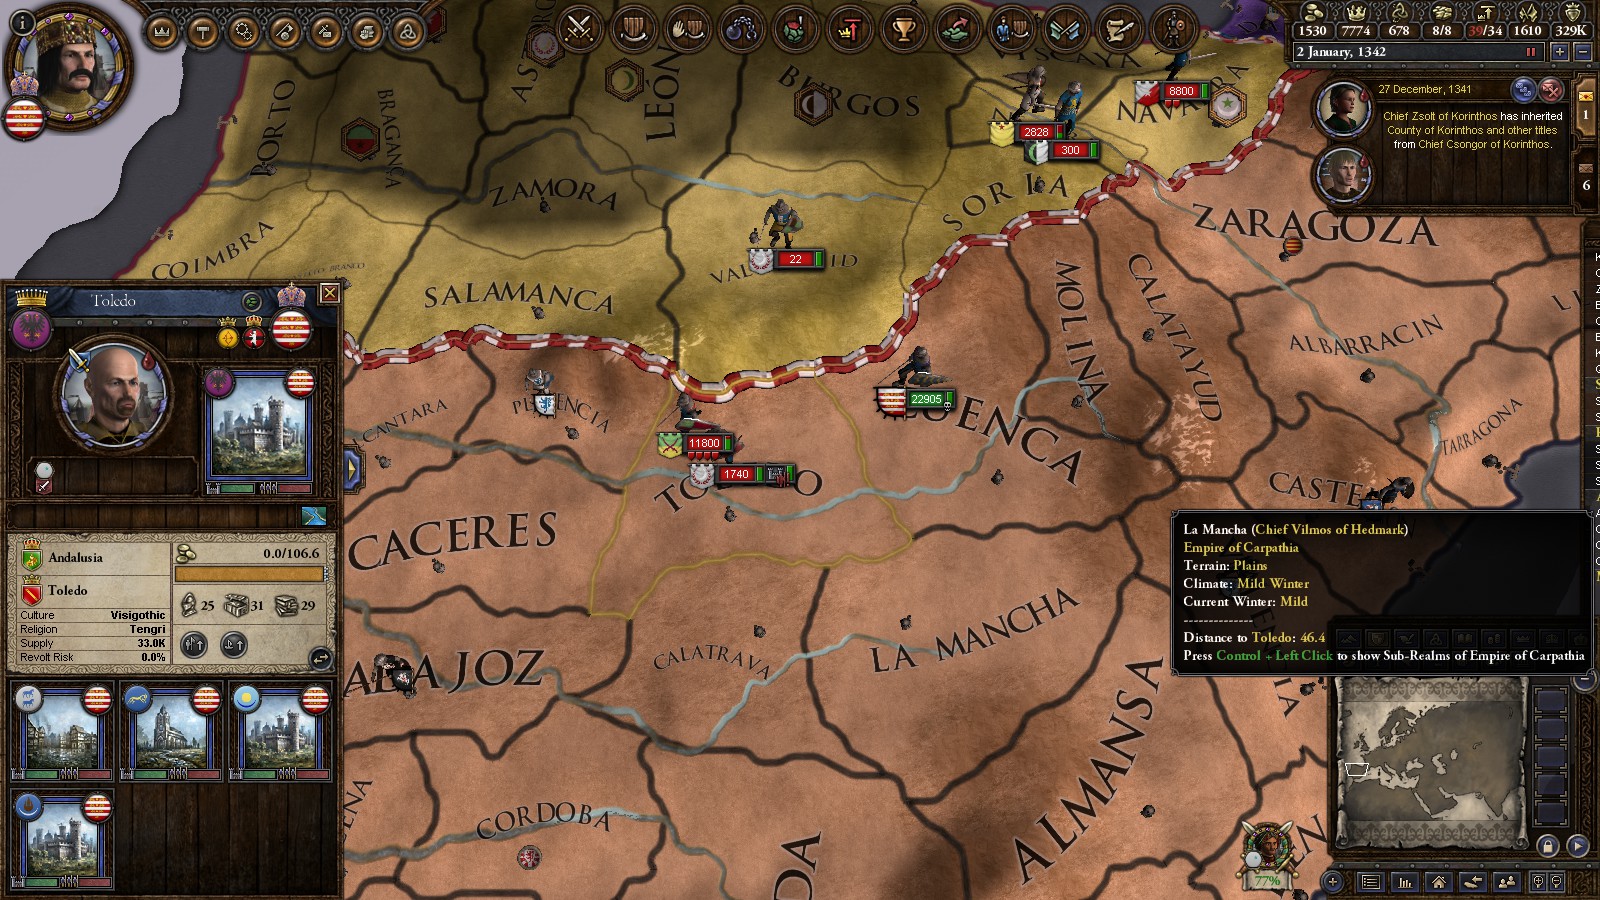 1530 7774 678 8/8 39/34 1610 329K
2 January, 1342
27 December, 1341
Chief Zsolt of Korinthos has inherited
County of Korinthos and other titles
from Chief Csongor of Korinthos.
1
6
PORTO
BRAGANÇA
LEÓN
BURGOS
ZAMORA
COIMBRA
SALAMANCA
SORIA
ZARAGOZA
MOLINA
CALATAYUD
ALBARRACIN
TARRAGONA
CUENCA
CACERES
CALATRAVA
LA MANCHA
ALMANSA
CORDOBA
8800
2828
300
22
22905
11800
1740
Toledo
Andalusia
0.0/106.6
Toledo
25 31 29
Culture Visigothic
Religion Tengri
Supply 33.0K
Revolt Risk 0.0%
La Mancha (Chief Vilmos of Hedmark)
Empire of Carpathia
Terrain: Plains
Climate: Mild Winter
Current Winter: Mild
--------------
Distance to Toledo: 46.4
Press Control + Left Click to show Sub-Realms of Empire of Carpathia
77%